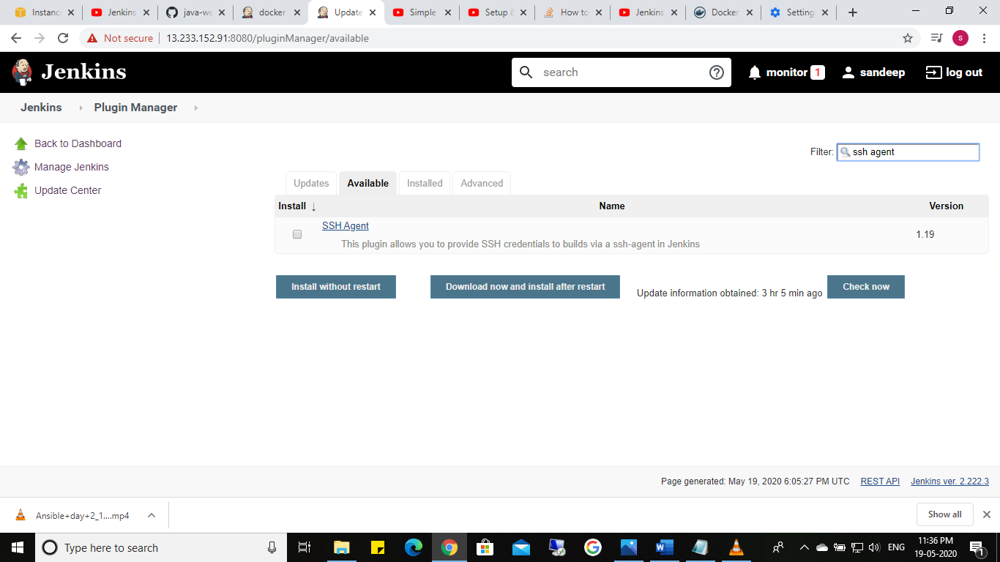 Instance
Jenkins
java-we
docker
Update
Simple
Setup &
How to
Jenkins
Docker
Setting
Not secure 13.233.152.91:8080/pluginManager/available
s
Jenkins
search
monitor 1
sandeep
log out
Jenkins Plugin Manager
Back to Dashboard
Manage Jenkins
Update Center
Filter: ssh agent
Updates Available Installed Advanced
Install ↓ Name Version
SSH Agent
This plugin allows you to provide SSH credentials to builds via a ssh-agent in Jenkins
1.19
Install without restart
Download now and install after restart
Update information obtained: 3 hr 5 min ago
Check now
Page generated: May 19, 2020 6:05:27 PM UTC REST API Jenkins ver. 2.222.3
Ansible+day+2_1....mp4
Show all
Type here to search
ENG
11:36 PM
19-05-2020
1